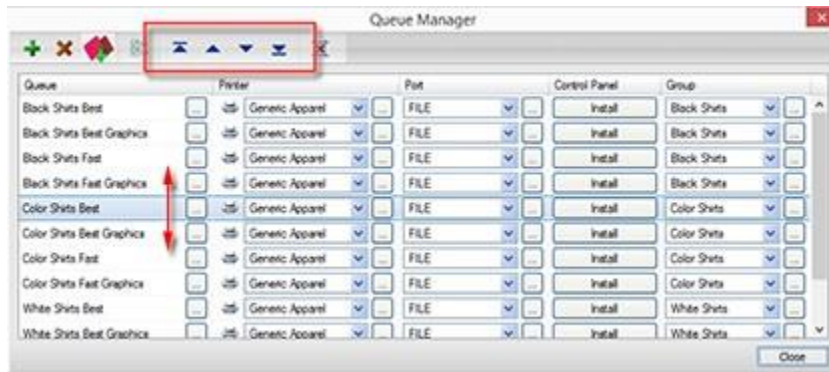 Queue Manager
Queue Printer Port Control Panel Group
Black Shirts Best ... Generic Apparel ... FILE ... Install Black Shirts ...
Black Shirts Best Graphics ... Generic Apparel ... FILE ... Install Black Shirts ...
Black Shirts Fast ... Generic Apparel ... FILE ... Install Black Shirts ...
Black Shirts Fast Graphics ... Generic Apparel ... FILE ... Install Black Shirts ...
Color Shirts Best ... Generic Apparel ... FILE ... Install Color Shirts ...
Color Shirts Best Graphics ... Generic Apparel ... FILE ... Install Color Shirts ...
Color Shirts Fast ... Generic Apparel ... FILE ... Install Color Shirts ...
Color Shirts Fast Graphics ... Generic Apparel ... FILE ... Install Color Shirts ...
White Shirts Best ... Generic Apparel ... FILE ... Install White Shirts ...
White Shirts Best Graphics ... Generic Apparel ... FILE ... Install White Shirts ...
Close